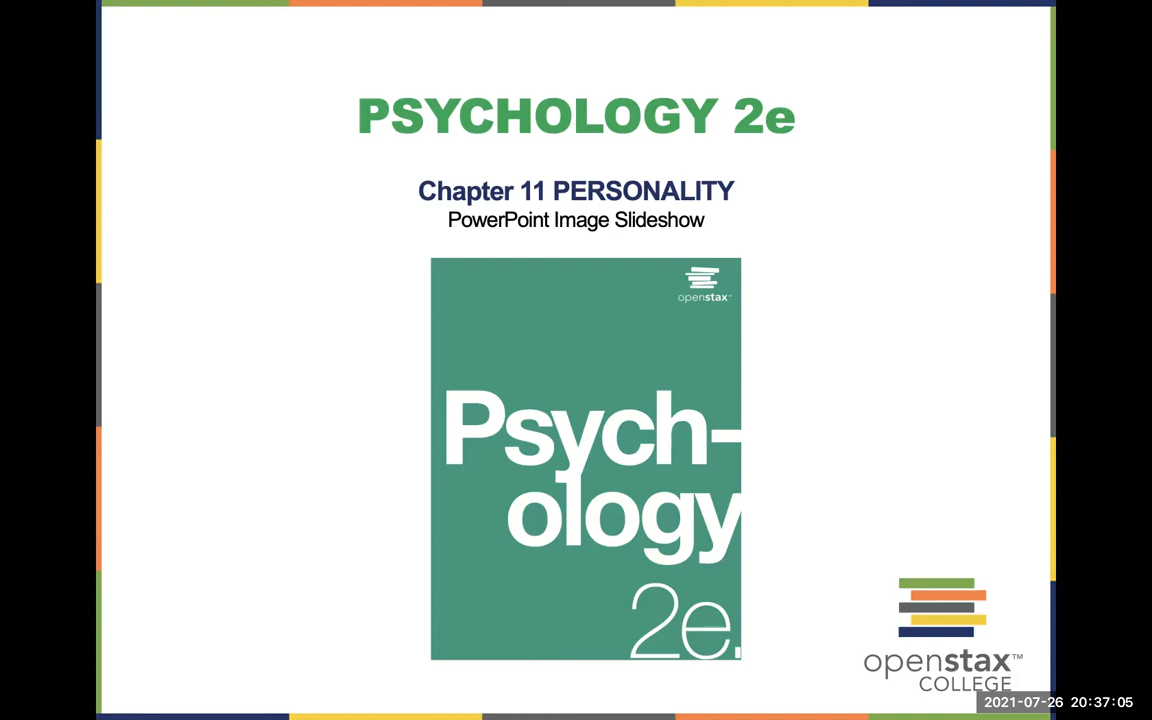 PSYCHOLOGY 2e
Chapter 11 PERSONALITY
PowerPoint Image Slideshow
openstax™
Psych-
ology
2e.
openstax™
COLLEGE
2021-07-26 20:37:05